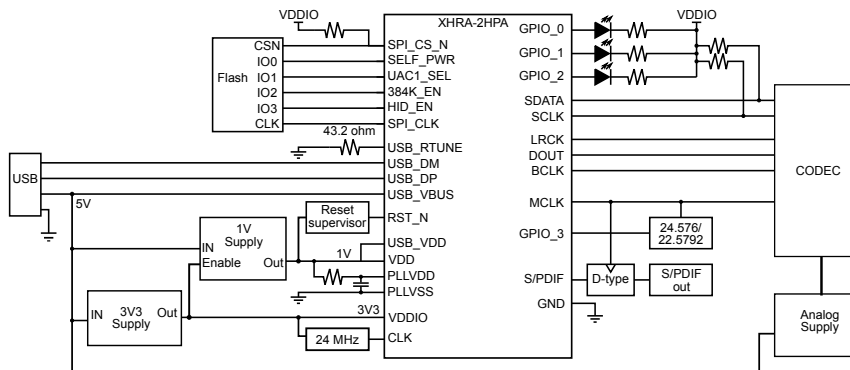 VDDIO
XHRA-2HPA
VDDIO
Flash
CSN
IO0
IO1
IO2
IO3
CLK
SPI_CS_N
SELF_PWR
UAC1_SEL
384K_EN
HID_EN
SPI_CLK
43.2 ohm
USB_RTUNE
USB_DM
USB_DP
USB_VBUS
USB
5V
Reset
supervisor
RST_N
1V
Supply
IN
Enable
Out
1V
USB_VDD
VDD
PLLVDD
PLLVSS
3V3
Supply
IN
Out
3V3
VDDIO
24 MHz
CLK
GPIO_0
GPIO_1
GPIO_2
SDATA
SCLK
LRCK
DOUT
BCLK
MCLK
GPIO_3
S/PDIF
GND
CODEC
24.576/
22.5792
D-type
S/PDIF
out
Analog
Supply